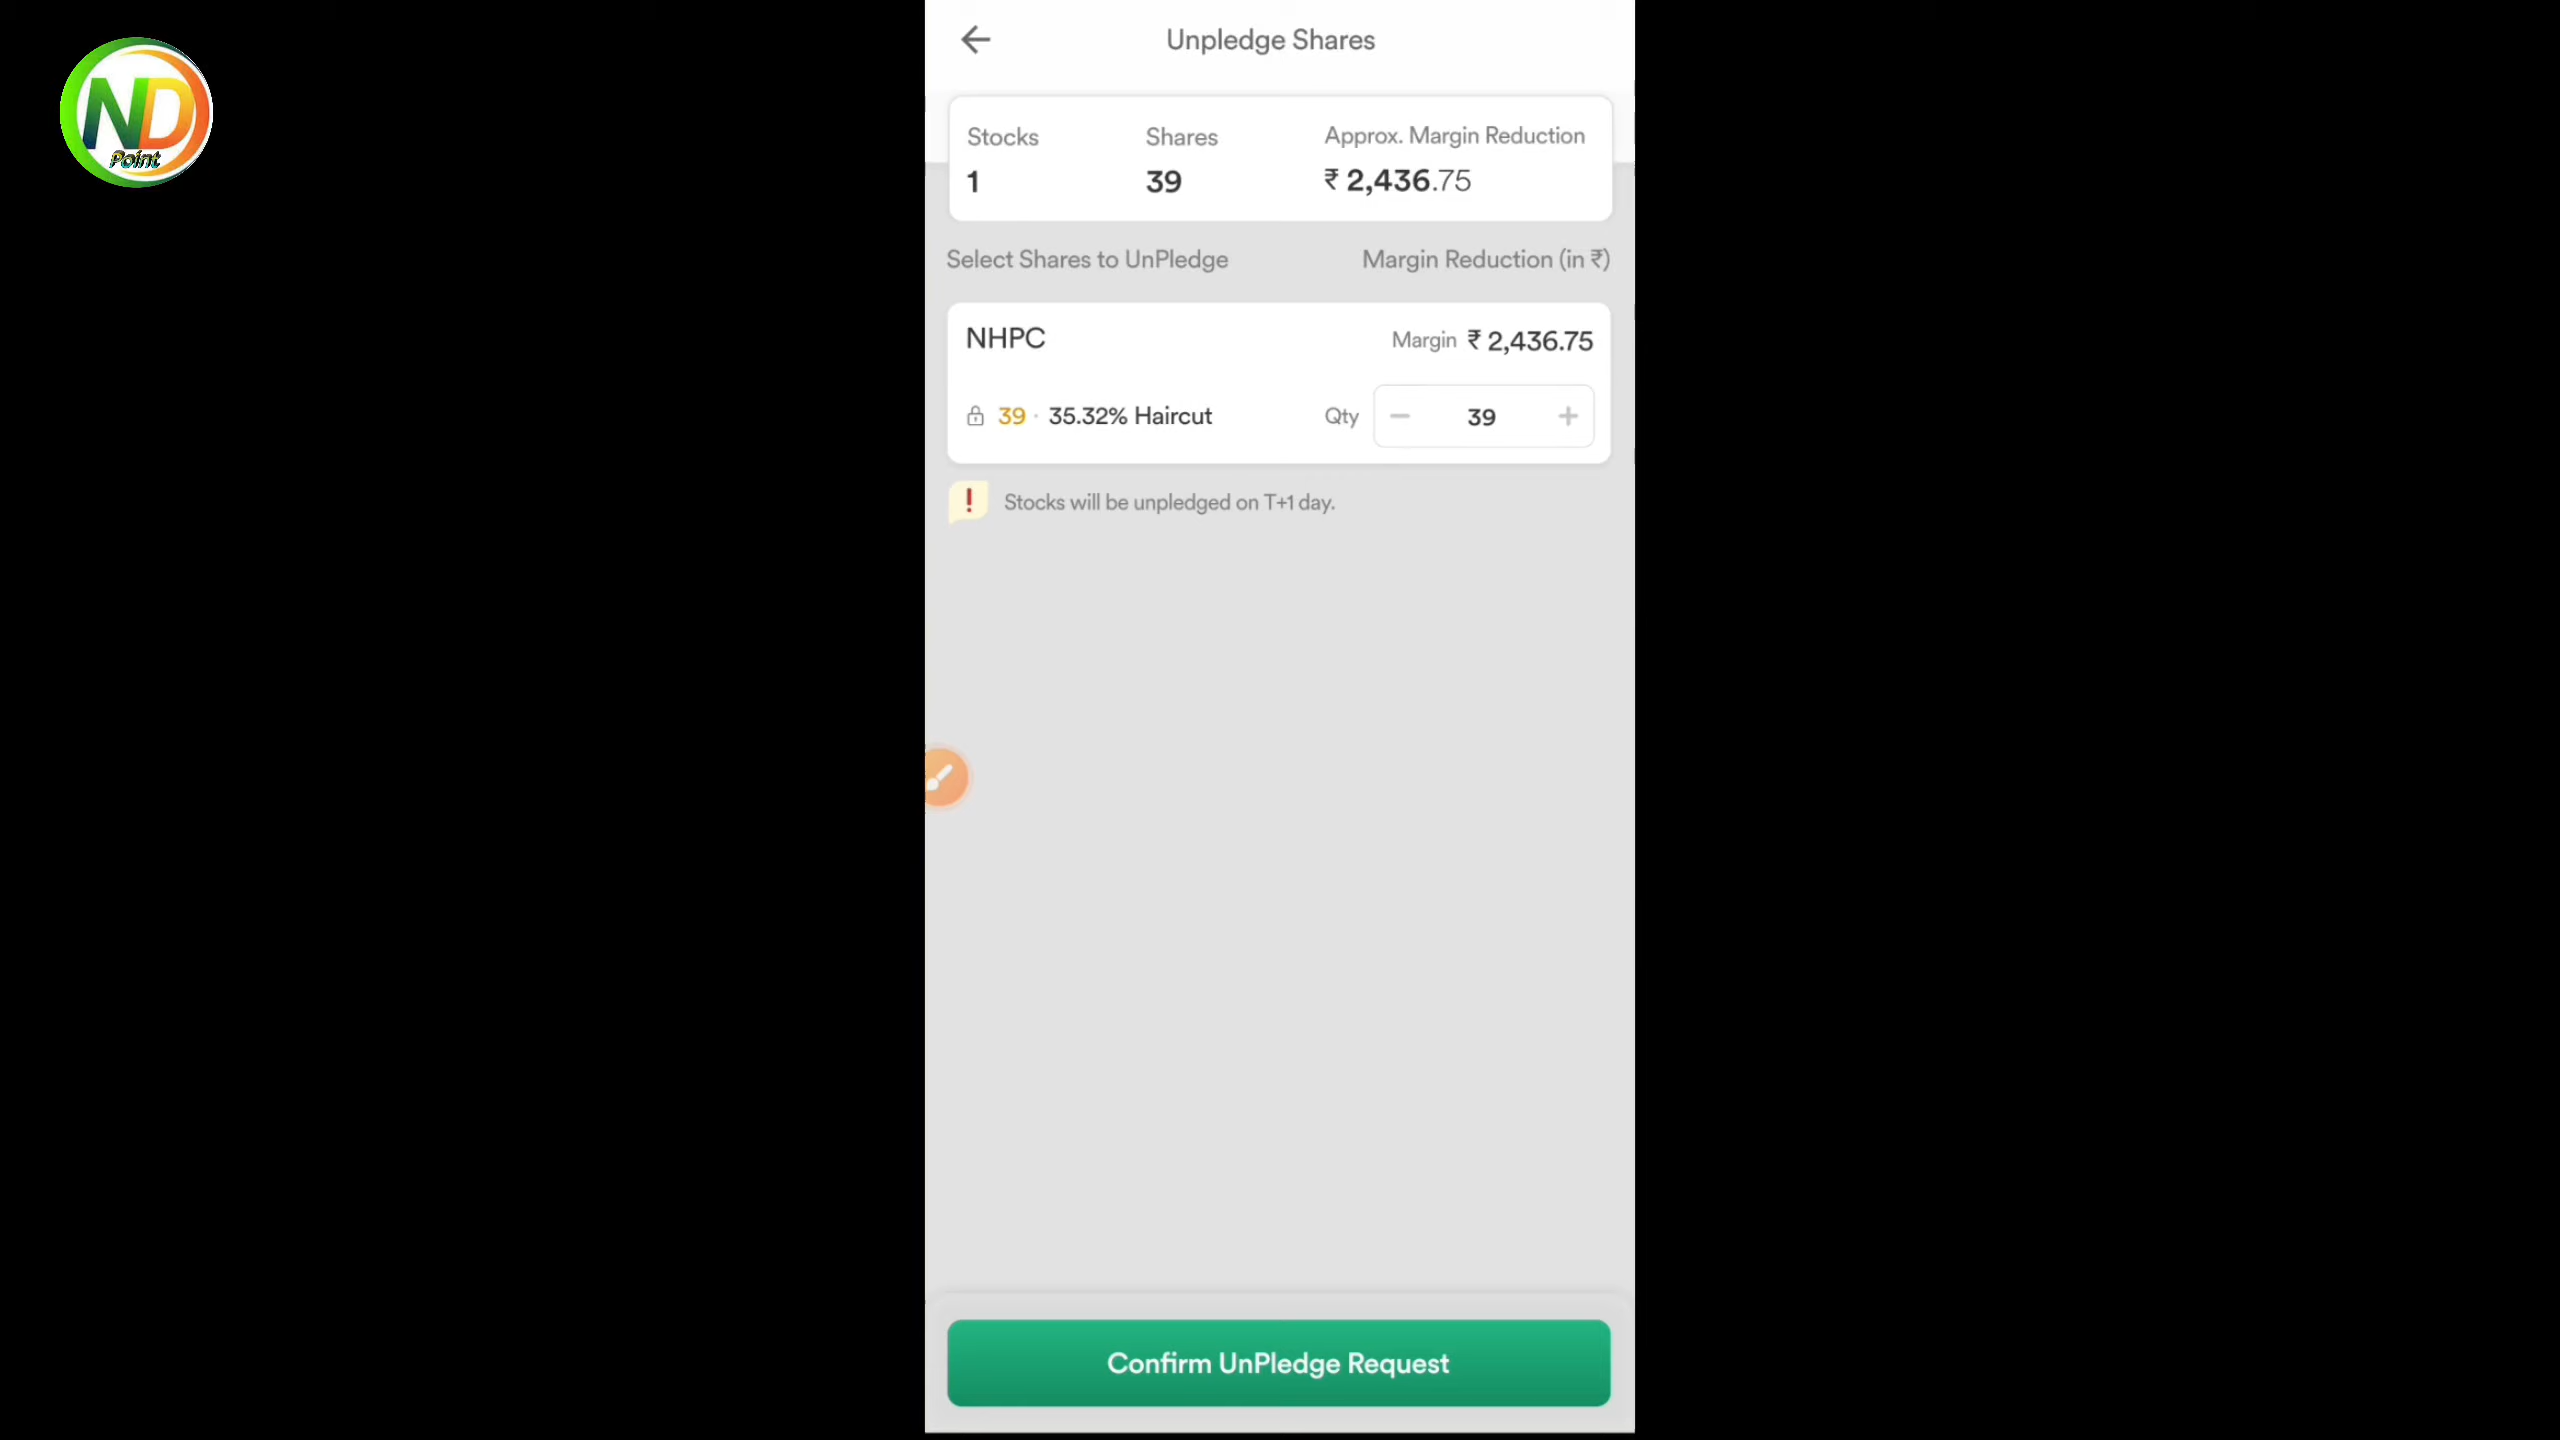 ND
Point
Unpledge Shares
Stocks Shares Approx. Margin Reduction
1 39 ₹ 2,436.75
Select Shares to UnPledge Margin Reduction (in ₹)
NHPC Margin ₹ 2,436.75
39 · 35.32% Haircut Qty − 39 +
! Stocks will be unpledged on T+1 day.
Confirm UnPledge Request